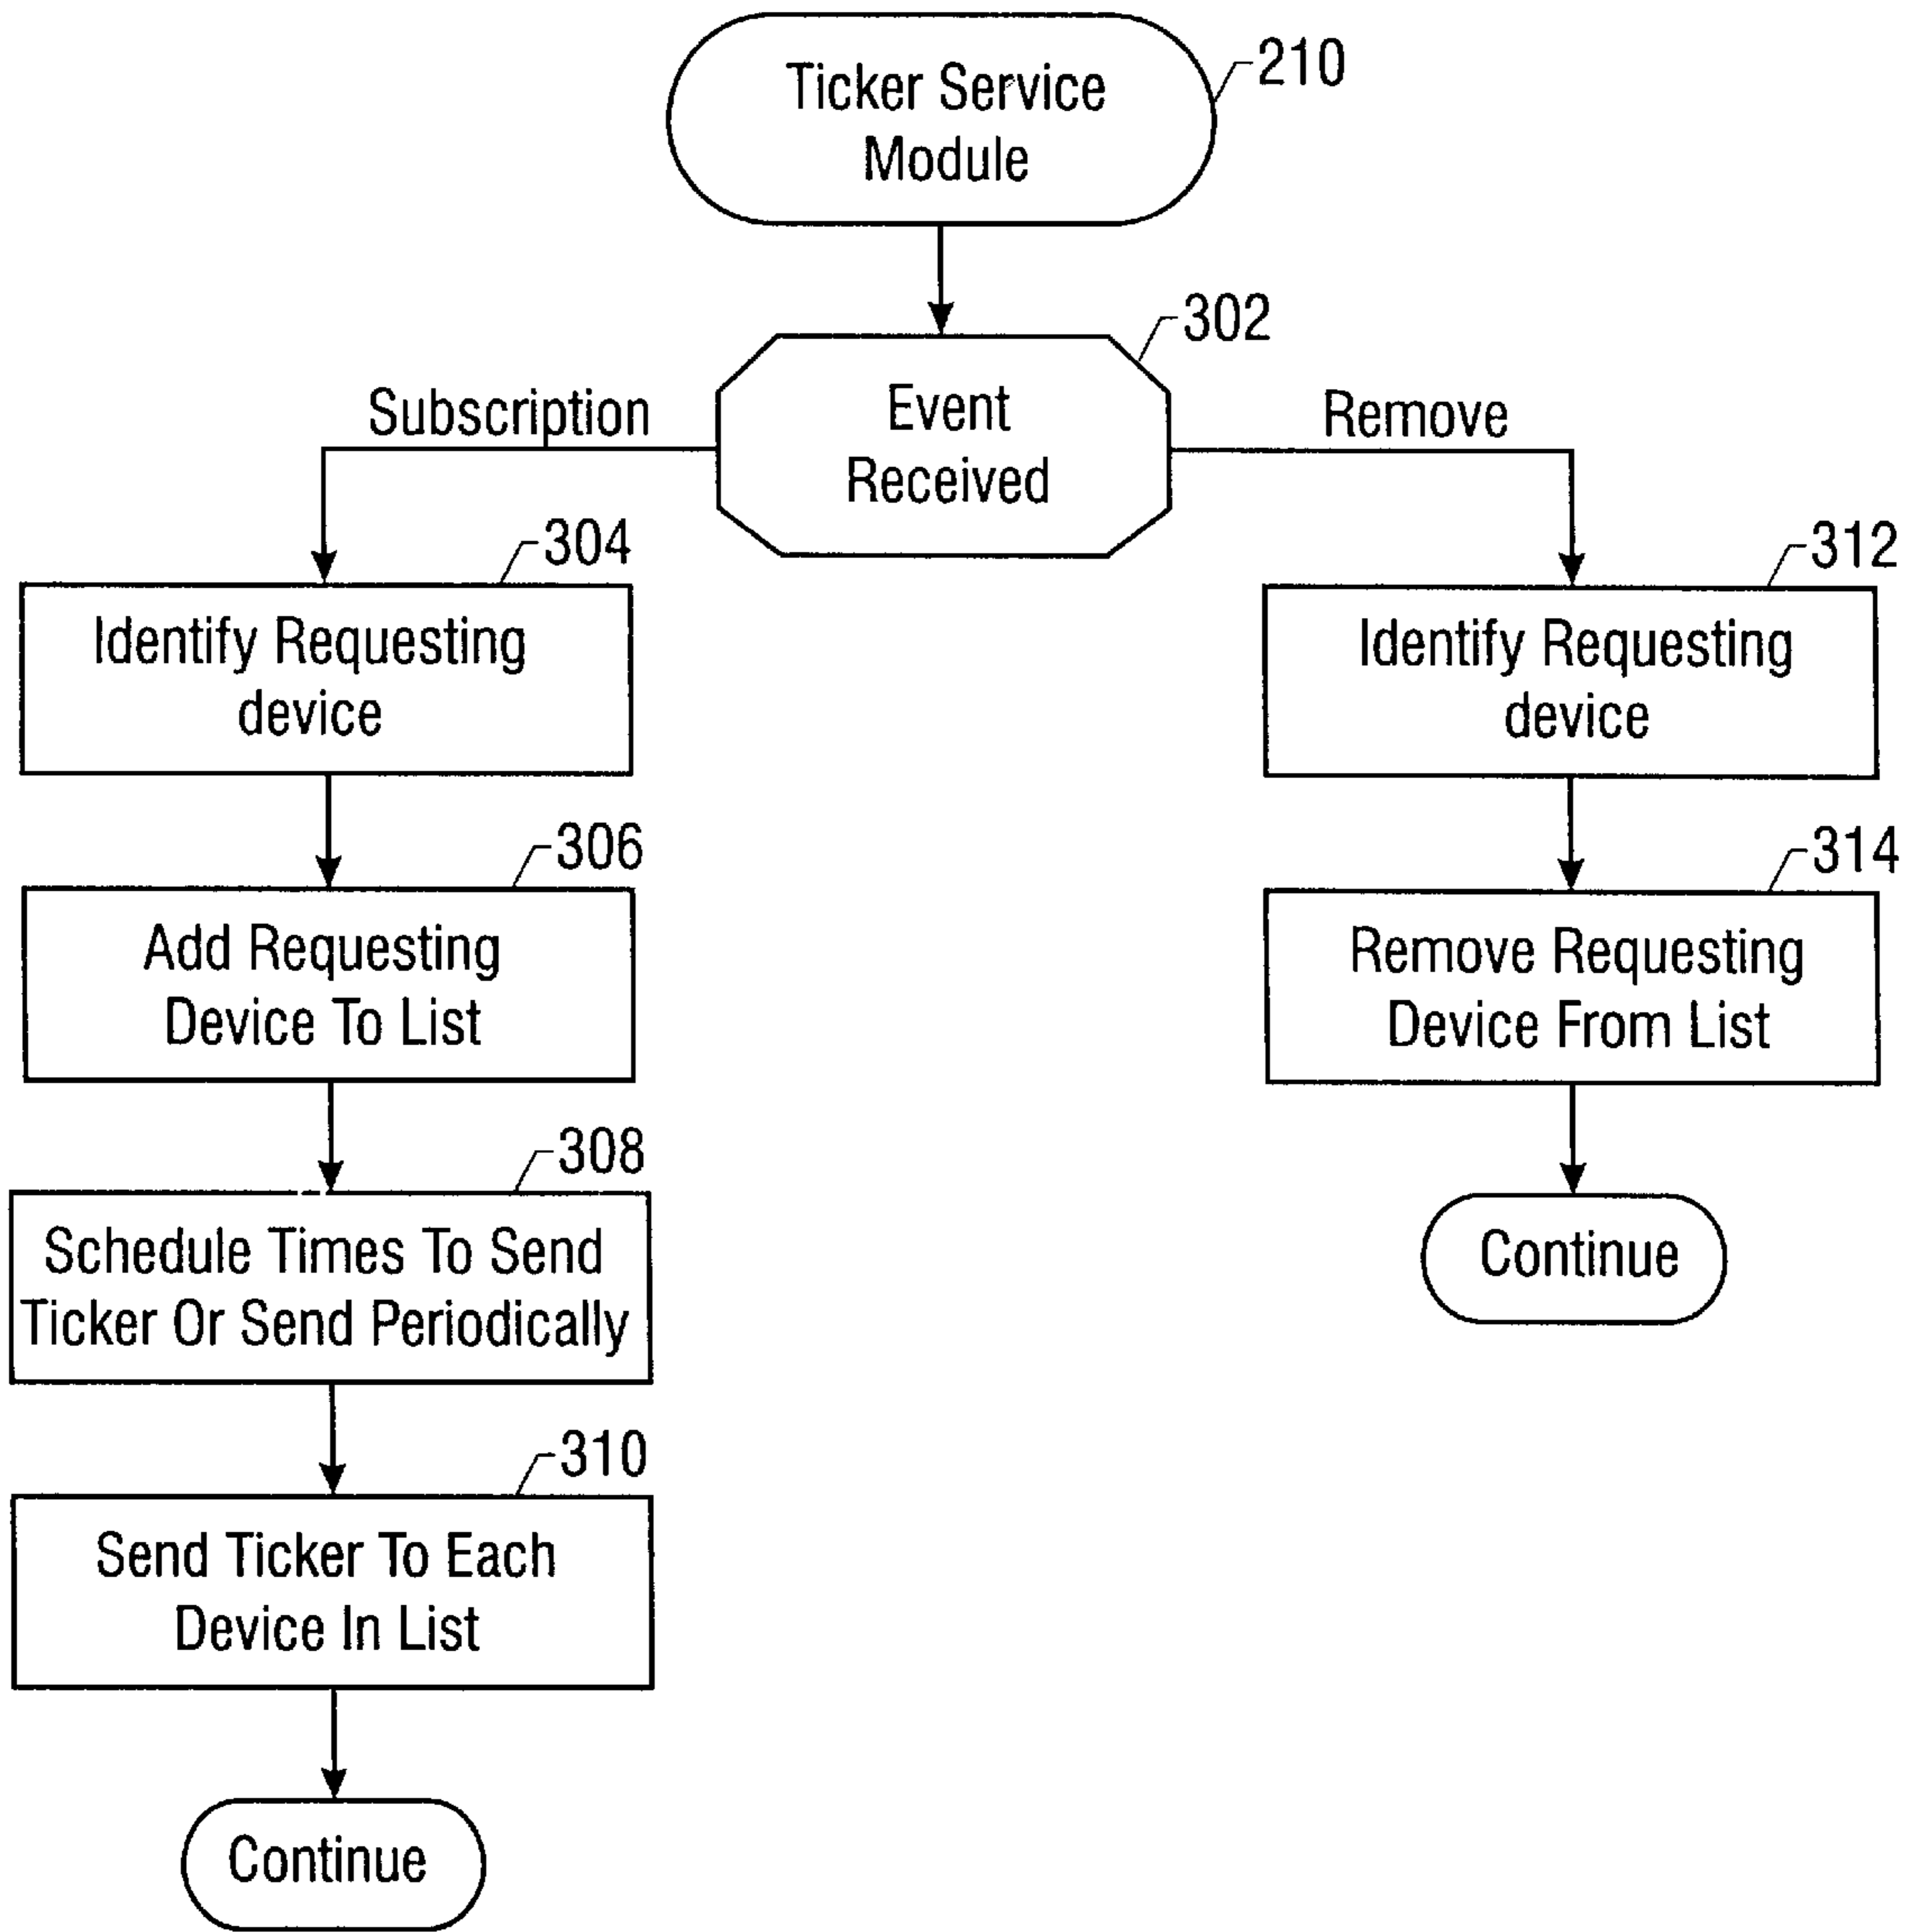 Ticker Service
Module
210
302
Event
Received
Subscription
Remove
304
Identify Requesting
device
306
Add Requesting
Device To List
308
Schedule Times To Send
Ticker Or Send Periodically
310
Send Ticker To Each
Device In List
Continue
312
Identify Requesting
device
314
Remove Requesting
Device From List
Continue